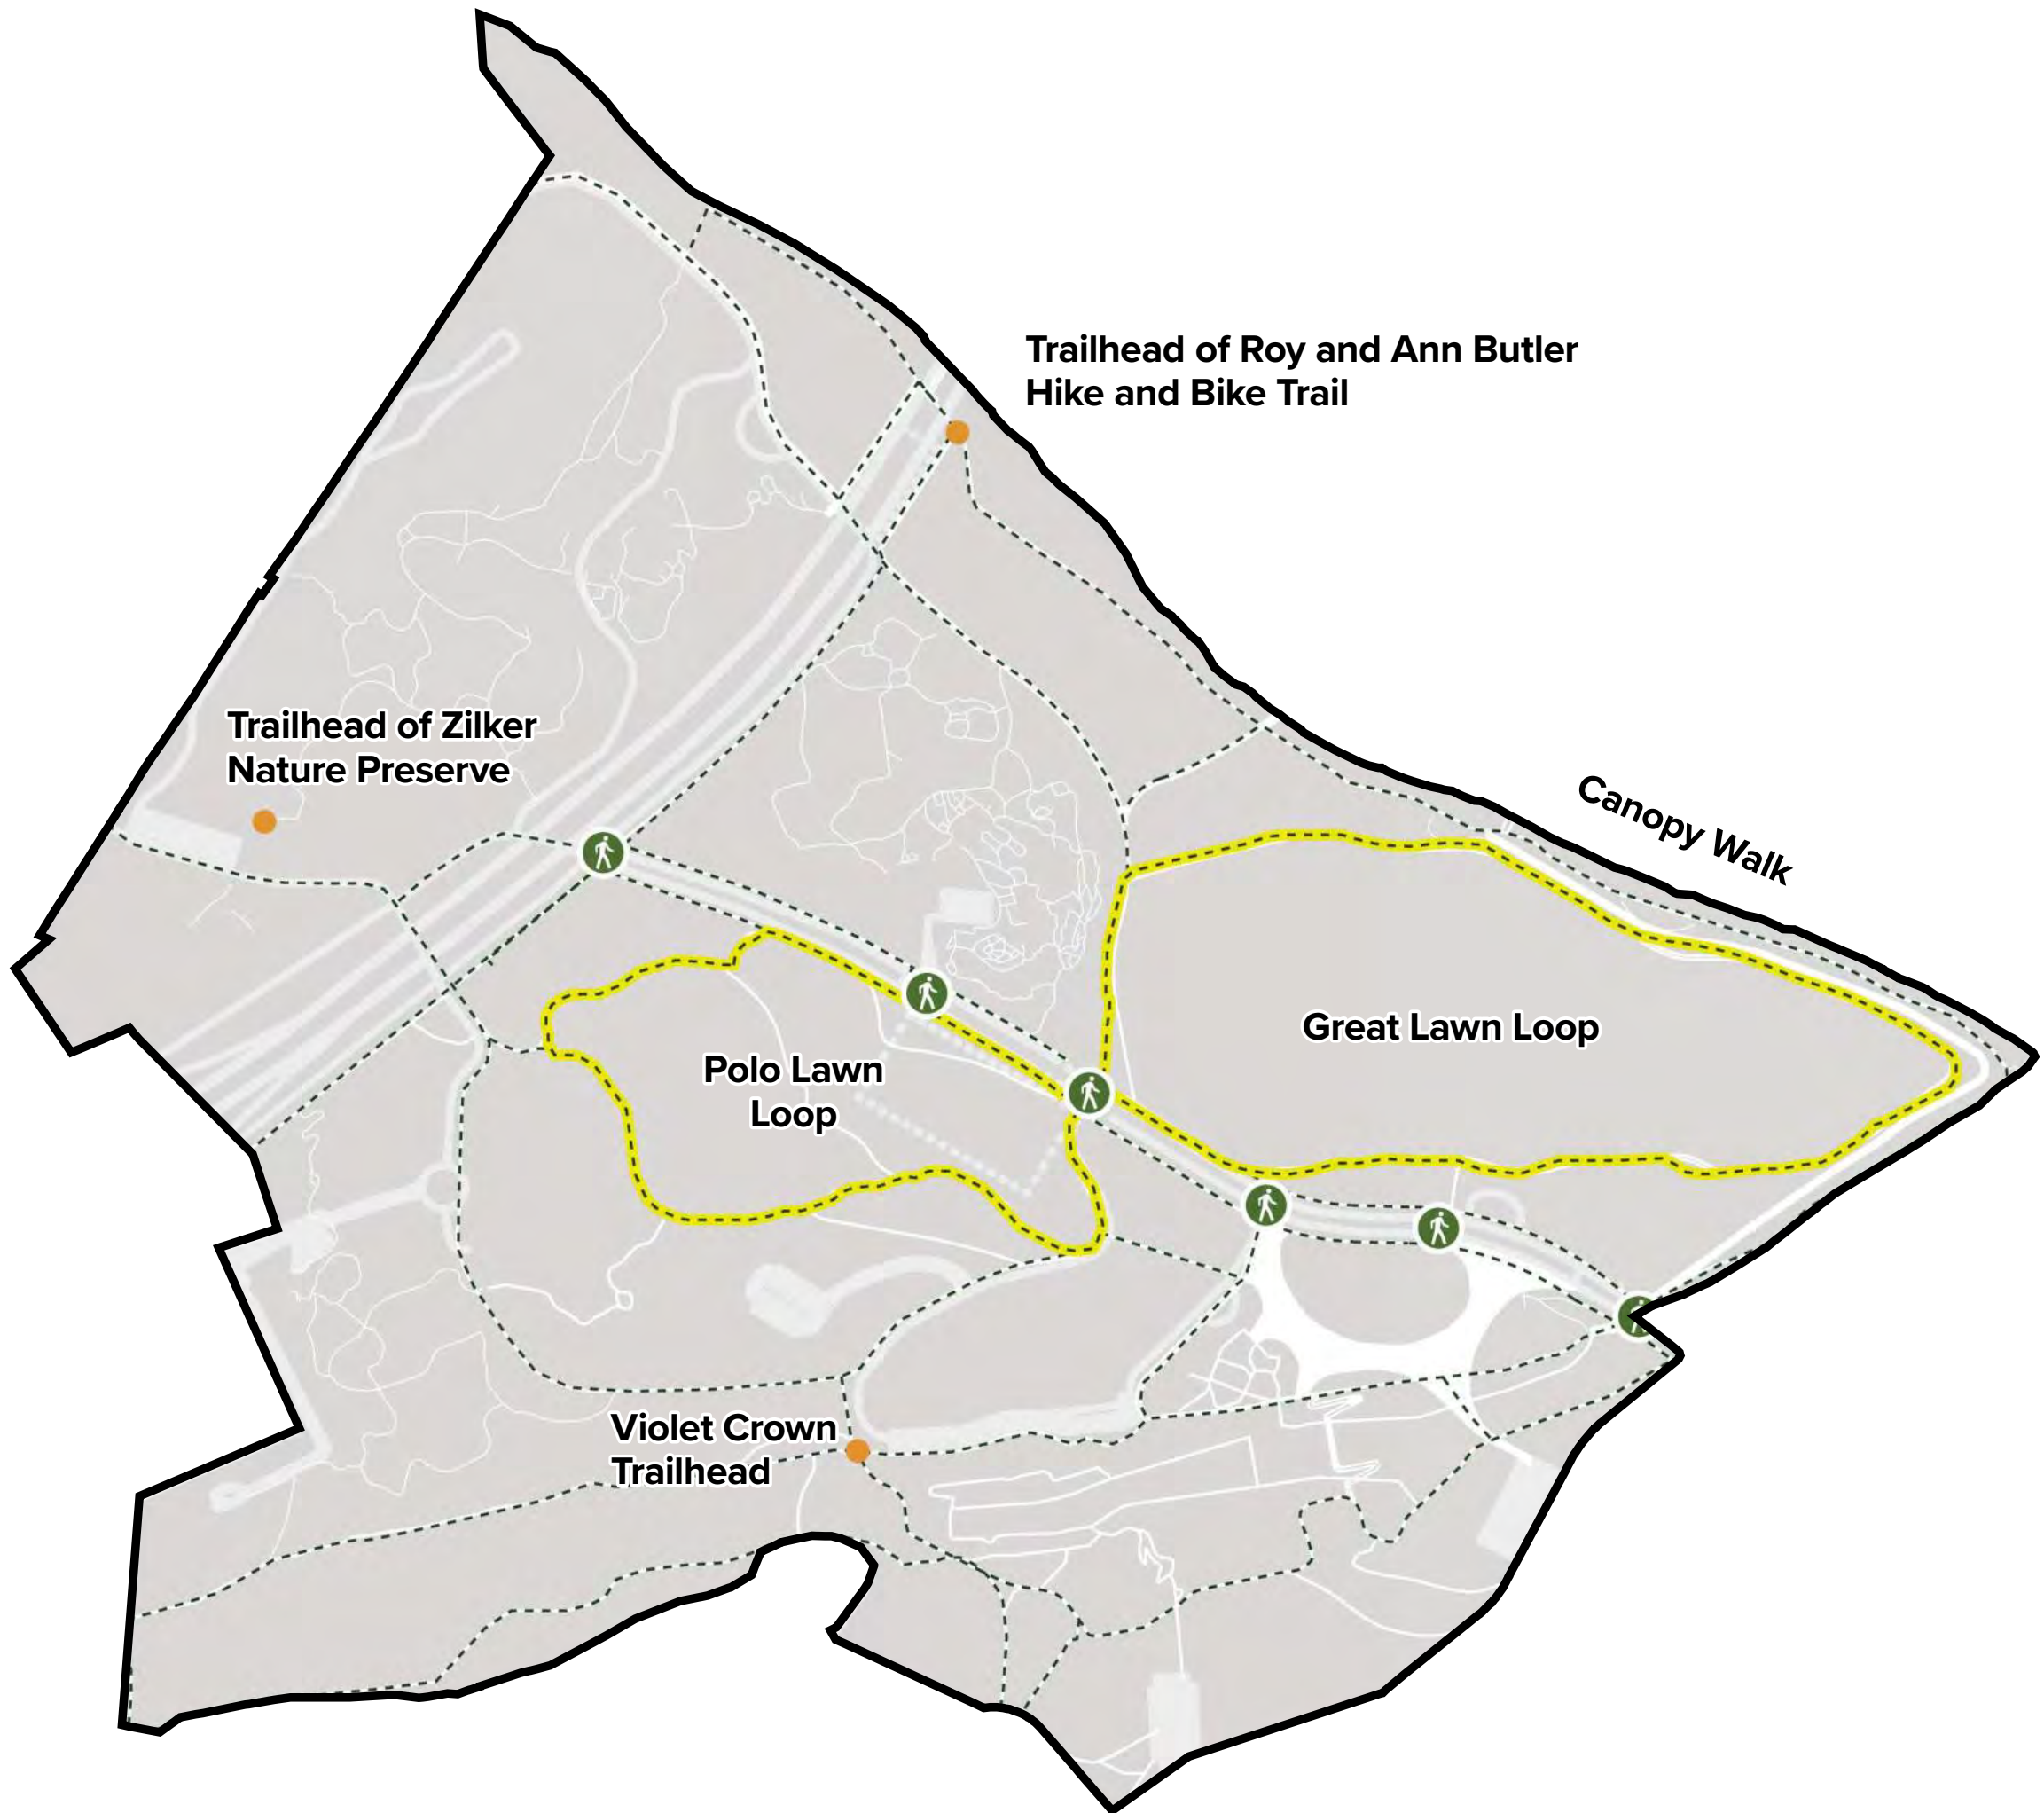 Trailhead of Roy and Ann Butler
Hike and Bike Trail
Trailhead of Zilker
Nature Preserve
Canopy Walk
Great Lawn Loop
Polo Lawn
Loop
Violet Crown
Trailhead